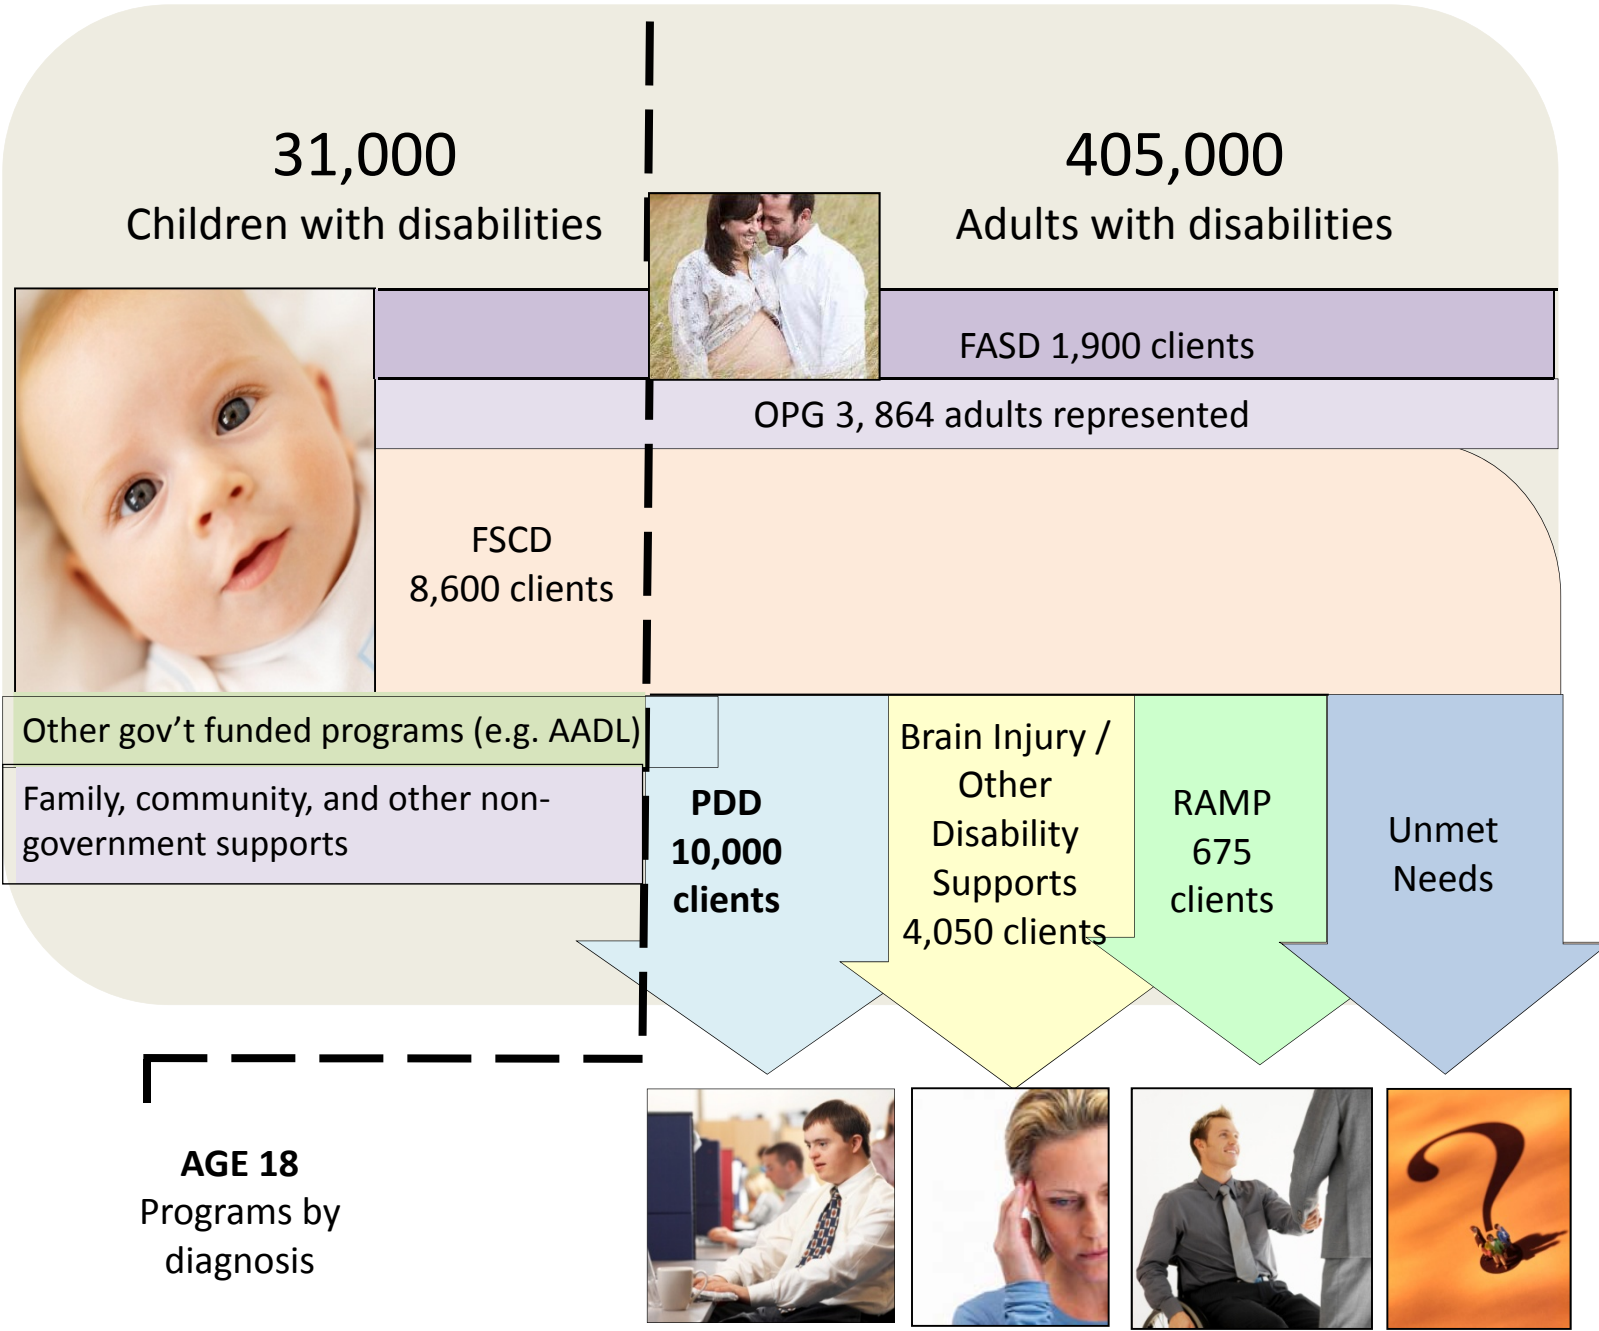 31,000
Children with disabilities
405,000
Adults with disabilities
FASD 1,900 clients
OPG 3, 864 adults represented
FSCD
8,600 clients
Other gov’t funded programs (e.g. AADL)
Family, community, and other non-
government supports
PDD
10,000
clients
Brain Injury /
Other
Disability
Supports
4,050 clients
RAMP
675
clients
Unmet
Needs
AGE 18
Programs by
diagnosis